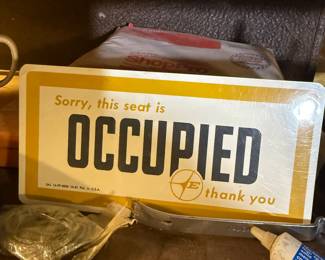 Sorry, this seat is
OCCUPIED
E
thank you